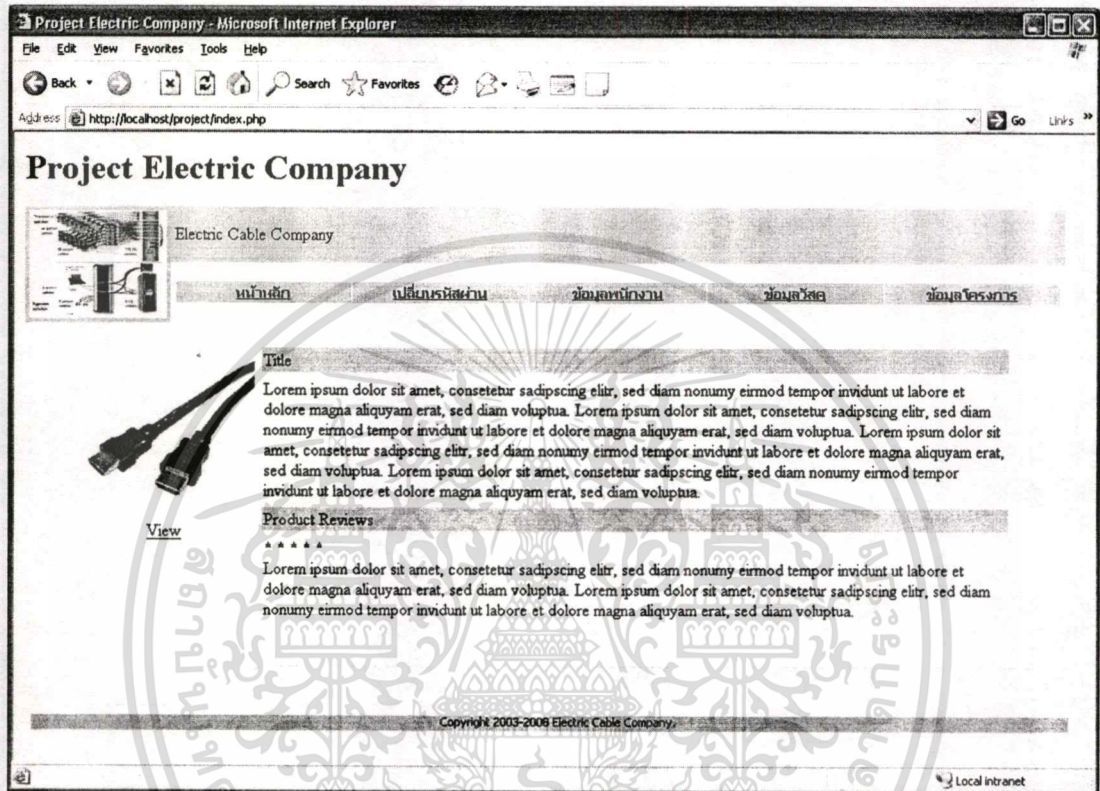 Project Electric Company - Microsoft Internet Explorer
File Edit View Favorites Tools Help
Back Search Favorites
Address http://localhost/project/index.php Go Links »
Project Electric Company
Electric Cable Company
หน้าหลัก เปลี่ยนรหัสผ่าน ข้อมูลพนักงาน ข้อมูลวัสดุ ข้อมูลโครงการ
Title
Lorem ipsum dolor sit amet, consetetur sadipscing elitr, sed diam nonumy eirmod tempor invidunt ut labore et
dolore magna aliquyam erat, sed diam voluptua. Lorem ipsum dolor sit amet, consetetur sadipscing elitr, sed diam
nonumy eirmod tempor invidunt ut labore et dolore magna aliquyam erat, sed diam voluptua. Lorem ipsum dolor sit
amet, consetetur sadipscing elitr, sed diam nonumy eirmod tempor invidunt ut labore et dolore magna aliquyam erat,
sed diam voluptua. Lorem ipsum dolor sit amet, consetetur sadipscing elitr, sed diam nonumy eirmod tempor
invidunt ut labore et dolore magna aliquyam erat, sed diam voluptua.
View
Product Reviews
★ ★ ★ ★ ★
Lorem ipsum dolor sit amet, consetetur sadipscing elitr, sed diam nonumy eirmod tempor invidunt ut labore et
dolore magna aliquyam erat, sed diam voluptua. Lorem ipsum dolor sit amet, consetetur sadipscing elitr, sed diam
nonumy eirmod tempor invidunt ut labore et dolore magna aliquyam erat, sed diam voluptua.
Copyright 2003-2006 Electric Cable Company.
Local intranet